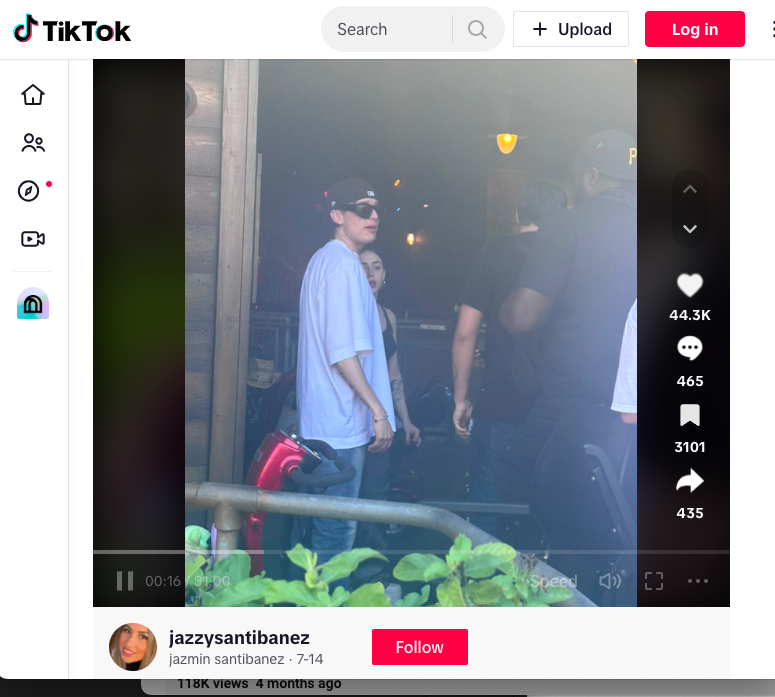 TikTok
Search
Upload
Log in
44.3K
465
3101
435
00:16 / 01:00
Speed
jazzysantibanez
jazmin santibanez · 7-14
Follow
118K views 4 months ago